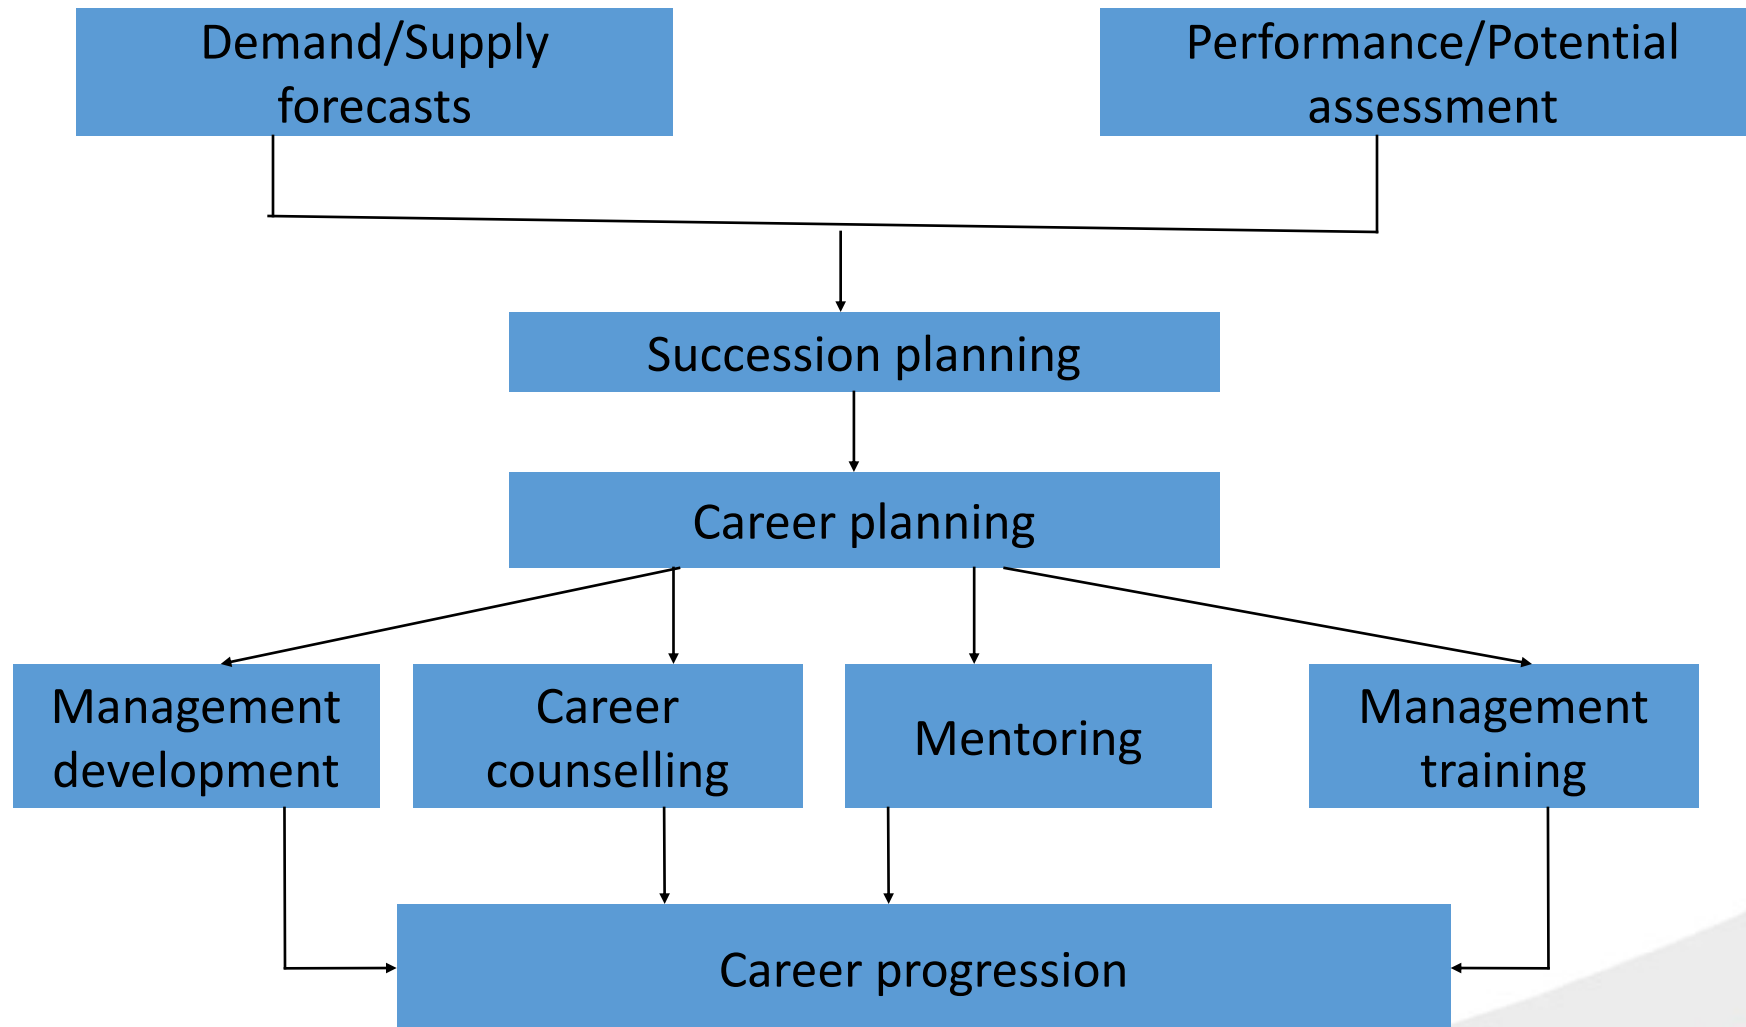 Demand/Supply
forecasts
Performance/Potential
assessment
Succession planning
Career planning
Management
development
Career
counselling
Mentoring
Management
training
Career progression